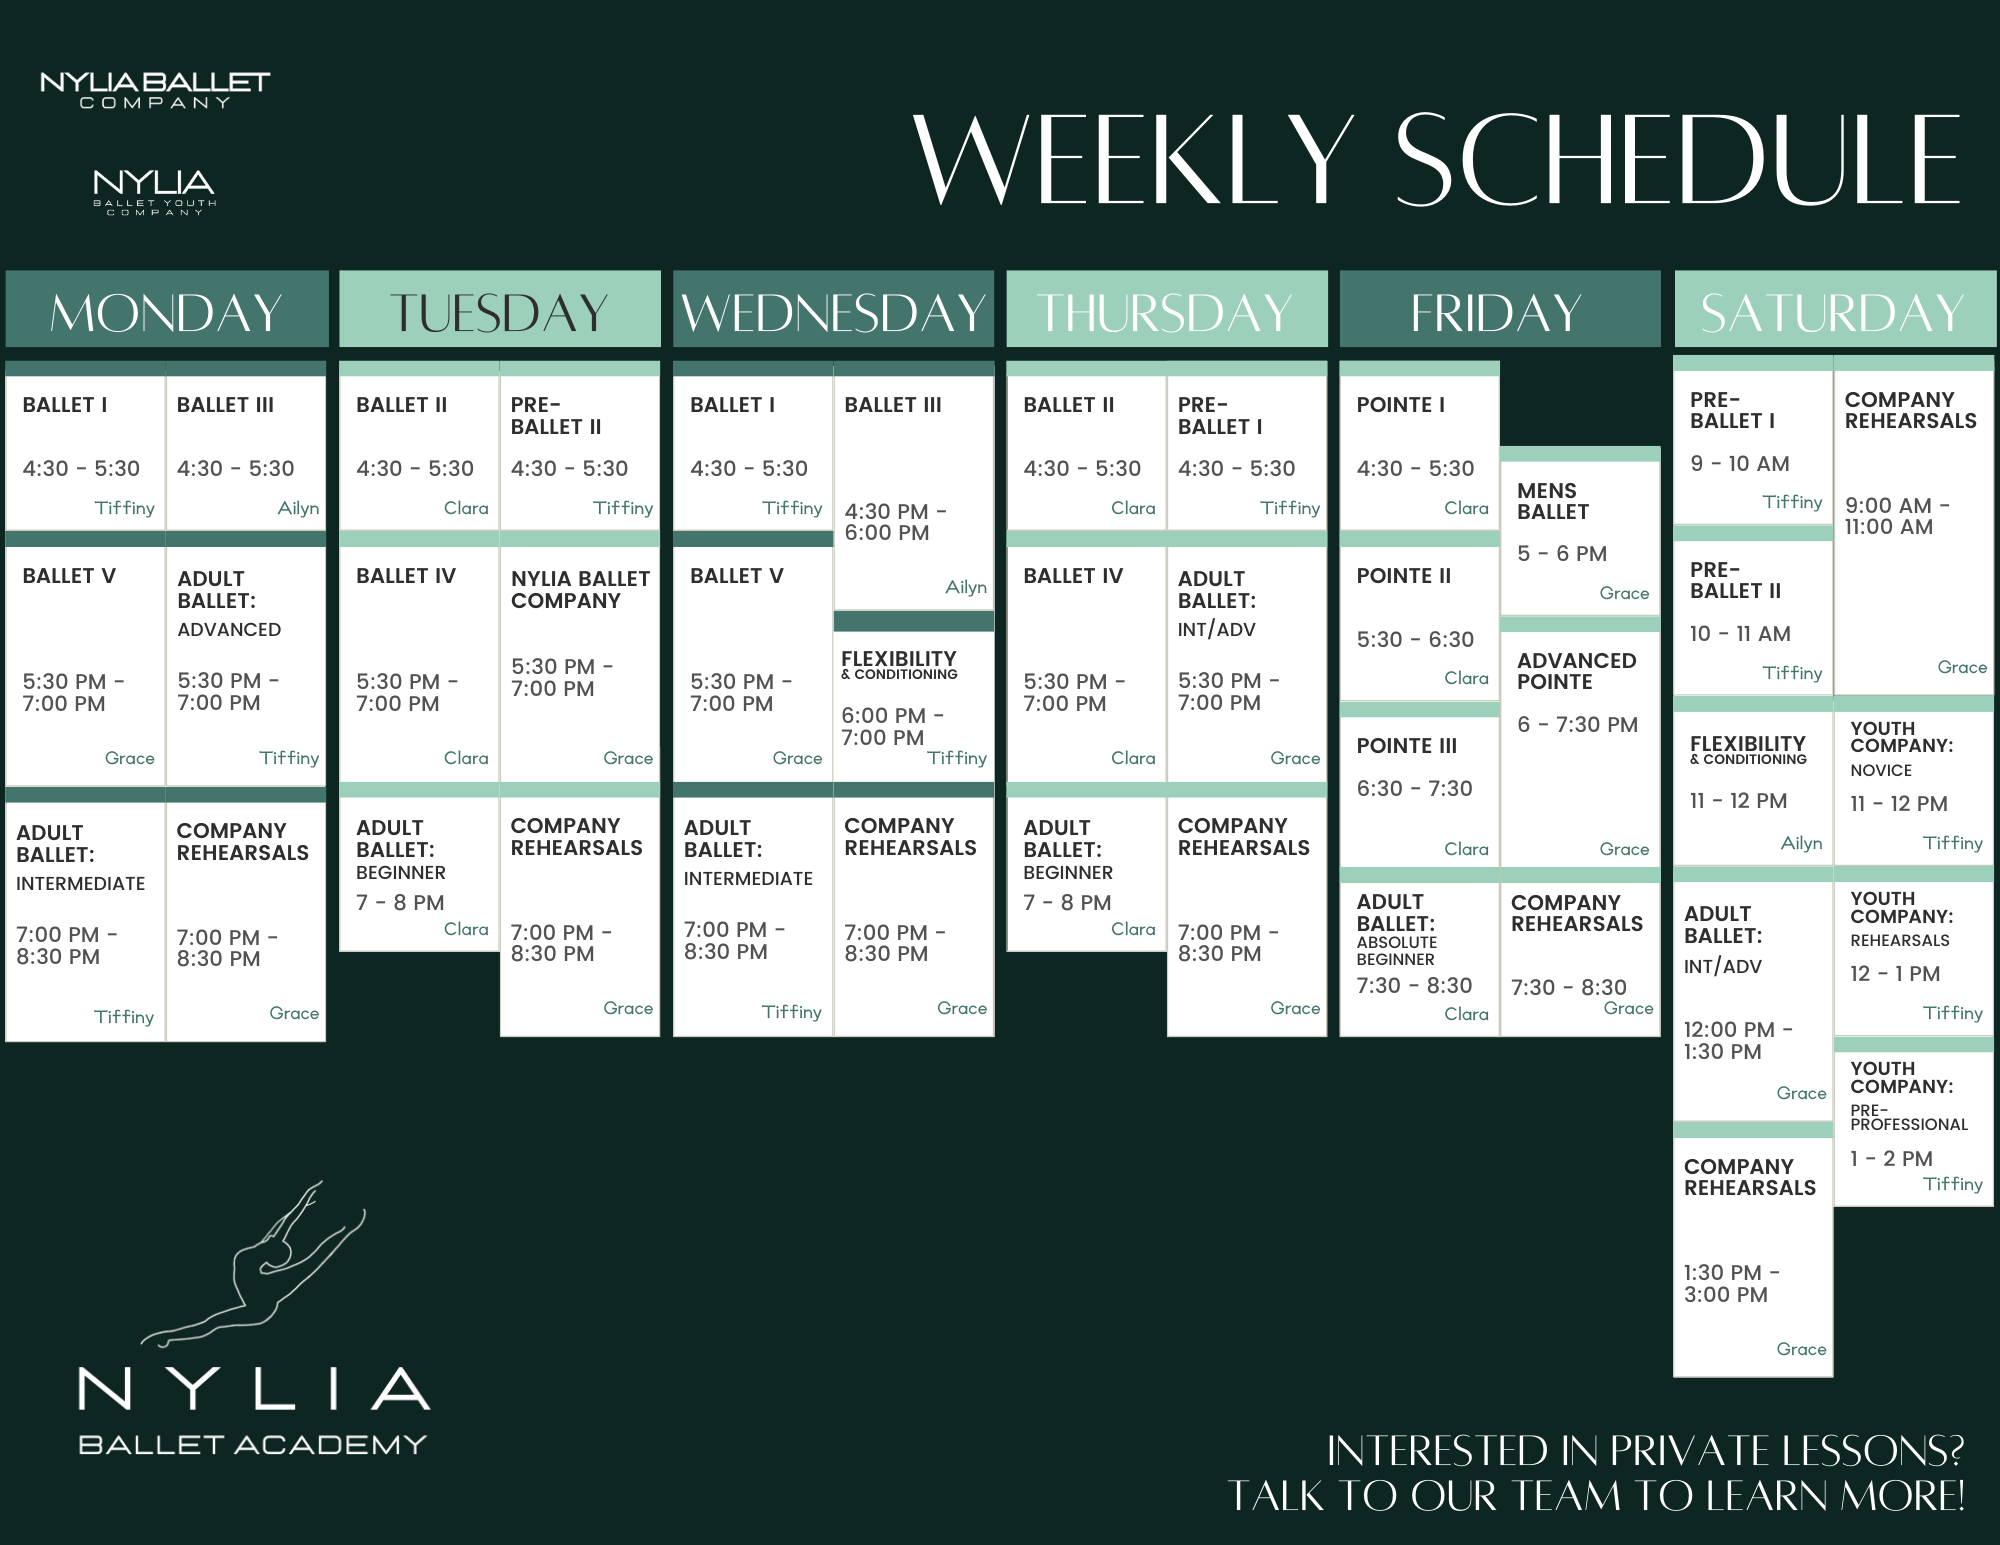 NYLIA BALLET
COMPANY
NYLIA
BALLET YOUTH
COMPANY
WEEKLY SCHEDULE
MONDAY
BALLET I
4:30 - 5:30
Tiffiny
BALLET III
4:30 - 5:30
Ailyn
BALLET V
5:30 PM -
7:00 PM
Grace
ADULT
BALLET:
ADVANCED
5:30 PM -
7:00 PM
Tiffiny
ADULT
BALLET:
INTERMEDIATE
7:00 PM -
8:30 PM
Tiffiny
COMPANY
REHEARSALS
7:00 PM -
8:30 PM
Grace
TUESDAY
BALLET II
4:30 - 5:30
Clara
PRE-
BALLET II
4:30 - 5:30
Tiffiny
BALLET IV
5:30 PM -
7:00 PM
Clara
NYLIA BALLET
COMPANY
5:30 PM -
7:00 PM
Grace
ADULT
BALLET:
BEGINNER
7 - 8 PM
Clara
COMPANY
REHEARSALS
7:00 PM -
8:30 PM
Grace
WEDNESDAY
BALLET I
4:30 - 5:30
Tiffiny
BALLET III
4:30 PM -
6:00 PM
Ailyn
BALLET V
5:30 PM -
7:00 PM
Grace
FLEXIBILITY
& CONDITIONING
6:00 PM -
7:00 PM
Tiffiny
ADULT
BALLET:
INTERMEDIATE
7:00 PM -
8:30 PM
Tiffiny
COMPANY
REHEARSALS
7:00 PM -
8:30 PM
Grace
THURSDAY
BALLET II
4:30 - 5:30
Clara
PRE-
BALLET I
4:30 - 5:30
Tiffiny
BALLET IV
5:30 PM -
7:00 PM
Clara
ADULT
BALLET:
INT/ADV
5:30 PM -
7:00 PM
Grace
ADULT
BALLET:
BEGINNER
7 - 8 PM
Clara
COMPANY
REHEARSALS
7:00 PM -
8:30 PM
Grace
FRIDAY
POINTE I
4:30 - 5:30
Clara
MENS
BALLET
5 - 6 PM
Grace
POINTE II
5:30 - 6:30
Clara
ADVANCED
POINTE
6 - 7:30 PM
Grace
POINTE III
6:30 - 7:30
Clara
ADULT
BALLET:
ABSOLUTE
BEGINNER
7:30 - 8:30
Clara
COMPANY
REHEARSALS
7:30 - 8:30
Grace
SATURDAY
PRE-
BALLET I
9 - 10 AM
Tiffiny
COMPANY
REHEARSALS
9:00 AM -
11:00 AM
Grace
PRE-
BALLET II
10 - 11 AM
Tiffiny
FLEXIBILITY
& CONDITIONING
11 - 12 PM
Ailyn
YOUTH
COMPANY:
NOVICE
11 - 12 PM
Tiffiny
ADULT
BALLET:
INT/ADV
12:00 PM -
1:30 PM
Grace
YOUTH
COMPANY:
REHEARSALS
12 - 1 PM
Tiffiny
YOUTH
COMPANY:
PRE-
PROFESSIONAL
1 - 2 PM
Tiffiny
COMPANY
REHEARSALS
1:30 PM -
3:00 PM
Grace
NYLIA
BALLET ACADEMY
INTERESTED IN PRIVATE LESSONS?
TALK TO OUR TEAM TO LEARN MORE!